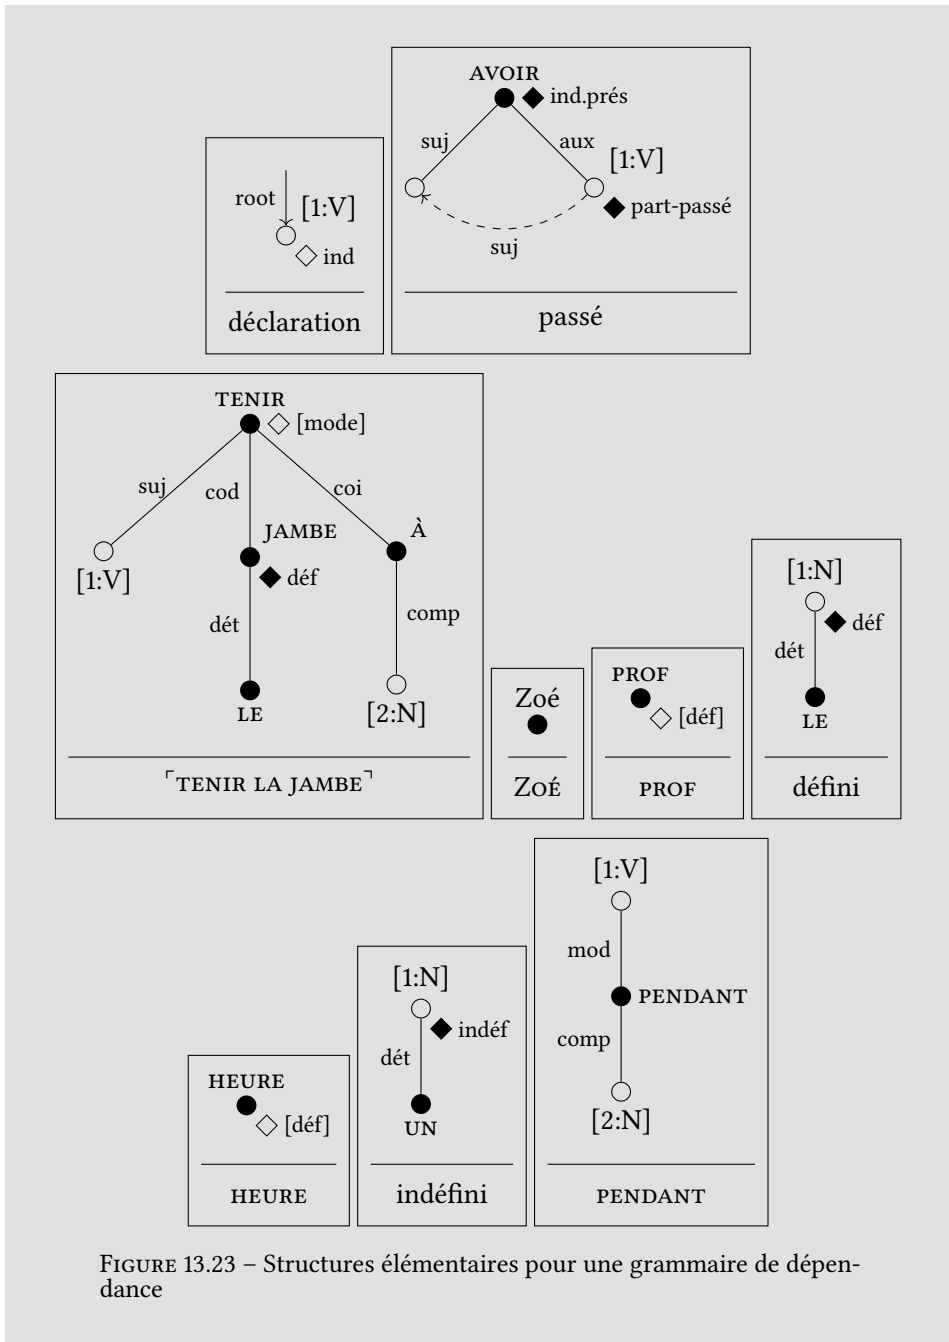 AVOIR
ind.prés
suj
aux
[1:V]
part-passé
suj
passé
root
[1:V]
ind
déclaration
TENIR
[mode]
suj
cod
coi
[1:V]
JAMBE
déf
À
dét
comp
LE
[2:N]
⌜TENIR LA JAMBE⌝
Zoé
ZOÉ
PROF
[déf]
PROF
[1:N]
déf
dét
LE
défini
HEURE
[déf]
HEURE
[1:N]
indéf
dét
UN
indéfini
[1:V]
mod
PENDANT
comp
[2:N]
PENDANT
FIGURE 13.23 – Structures élémentaires pour une grammaire de dépen-
dance